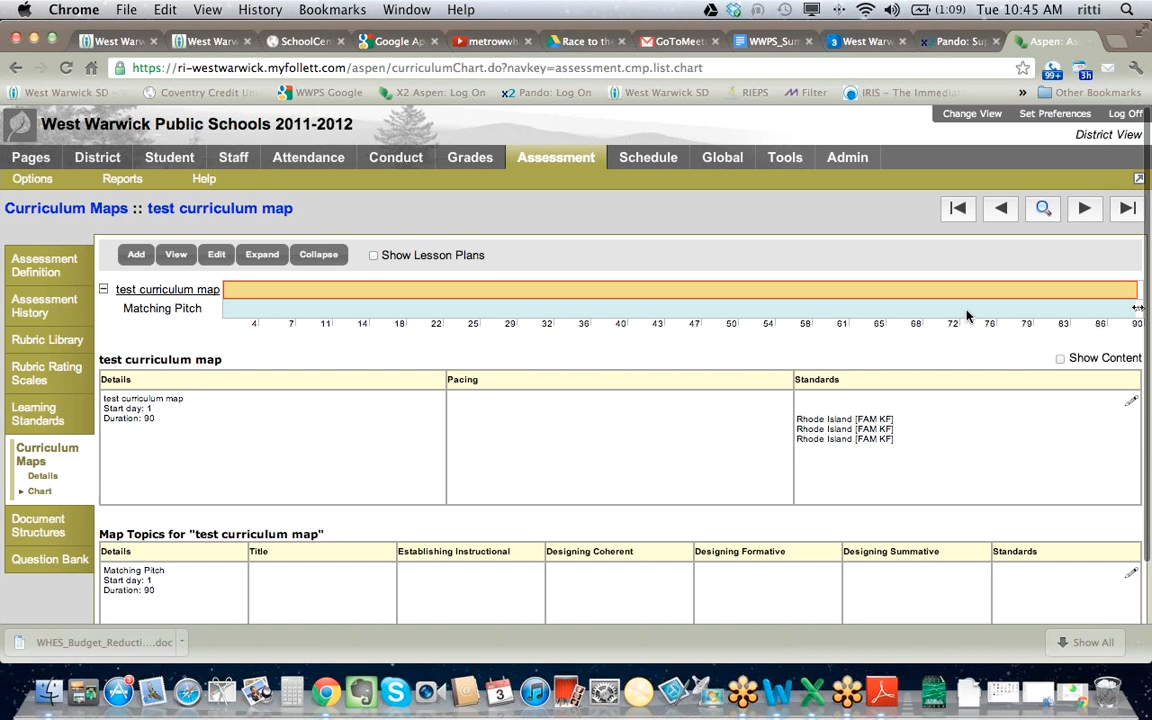 Chrome File Edit View History Bookmarks Window Help (1:09) Tue 10:45 AM ritti
West Warw West Warw SchoolCen Google Ap metroww Race to th GoToMeet WWPS_Sum West Warw Pando: Sup Aspen: As
https://ri-westwarwick.myfollett.com/aspen/curriculumChart.do?navkey=assessment.cmp.list.chart 99+ 3h
West Warwick SD - Coventry Credit Un WWPS Google X2 Aspen: Log On Pando: Log On West Warwick SD RIEPS Filter IRIS – The Immedia » Other Bookmarks
West Warwick Public Schools 2011-2012
Change View Set Preferences Log Off
District View
Pages District Student Staff Attendance Conduct Grades Assessment Schedule Global Tools Admin
Options Reports Help
Curriculum Maps :: test curriculum map
Assessment Definition
Assessment History
Rubric Library
Rubric Rating Scales
Learning Standards
Curriculum Maps
Details
Chart
Document Structures
Question Bank
Add View Edit Expand Collapse Show Lesson Plans
test curriculum map
Matching Pitch
4 7 11 14 18 22 25 29 32 36 40 43 47 50 54 58 61 65 68 72 76 79 83 86 90
test curriculum map Show Content
Details Pacing Standards
test curriculum map
Start day: 1
Duration: 90
Rhode Island [FAM KF]
Rhode Island [FAM KF]
Rhode Island [FAM KF]
Map Topics for "test curriculum map"
Details Title Establishing Instructional Designing Coherent Designing Formative Designing Summative Standards
Matching Pitch
Start day: 1
Duration: 90
WHES_Budget_Reducti....doc Show All